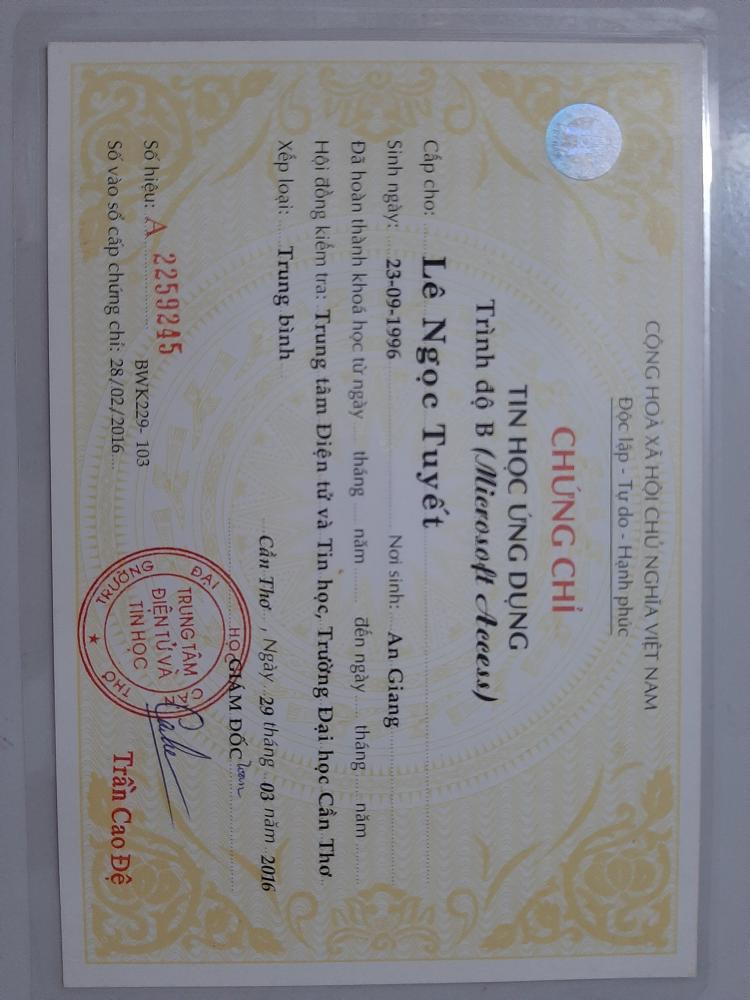 CỘNG HOÀ XÃ HỘI CHỦ NGHĨA VIỆT NAM
Độc lập - Tự do - Hạnh phúc
CHỨNG CHỈ
TIN HỌC ỨNG DỤNG
Trình độ B (Microsoft Access)
Cấp cho: Lê Ngọc Tuyết
Sinh ngày: 23-09-1996 Nơi sinh: An Giang
Đã hoàn thành khoá học từ ngày ..... tháng ..... năm ......... đến ngày ..... tháng ..... năm .........
Hội đồng kiểm tra: Trung tâm Điện tử và Tin học, Trường Đại học Cần Thơ
Xếp loại: Trung bình
Cần Thơ, Ngày 29 tháng 03 năm 2016
GIÁM ĐỐC
Số hiệu: A 2259245
BWK229- 103
Số vào sổ cấp chứng chỉ: 28/02/2016
TRƯỜNG ĐẠI HỌC CẦN THƠ
TRUNG TÂM
ĐIỆN TỬ VÀ
TIN HỌC
Trần Cao Đệ